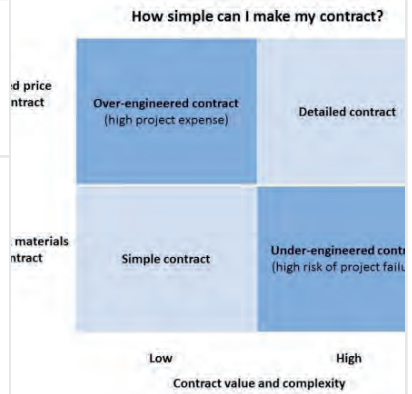 How simple can I make my contract?
ed price
ntract
Over-engineered contract
(high project expense)
Detailed contract
materials
ntract
Simple contract
Under-engineered contr
(high risk of project failu
Low
High
Contract value and complexity